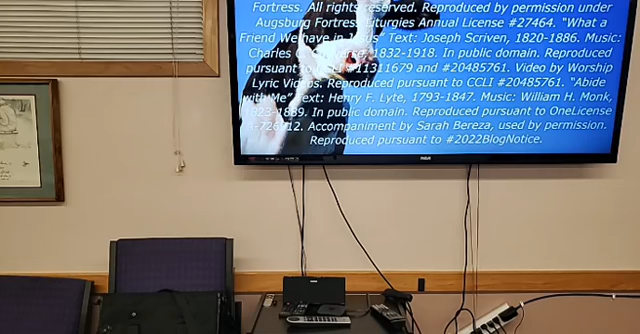 Fortress. All rights reserved. Reproduced by permission under
Augsburg Fortress Liturgies Annual License #27464. "What a
Friend We have in Jesus" Text: Joseph Scriven, 1820-1886. Music:
Charles C. 1832-1918. In public domain. Reproduced
pursuant to #11311679 and #20485761. Video by Worship
Lyric Videos. Reproduced pursuant to CCLI #20485761. "Abide
with Me" Text: Henry F. Lyte, 1793-1847. Music: William H. Monk,
1823-1889. In public domain. Reproduced pursuant to OneLicense
-726912. Accompaniment by Sarah Bereza, used by permission.
Reproduced pursuant to #2022BlogNotice.
RCA